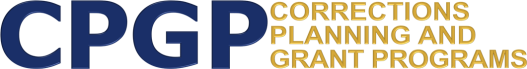 CPGP
CORRECTIONS
PLANNING AND
GRANT PROGRAMS